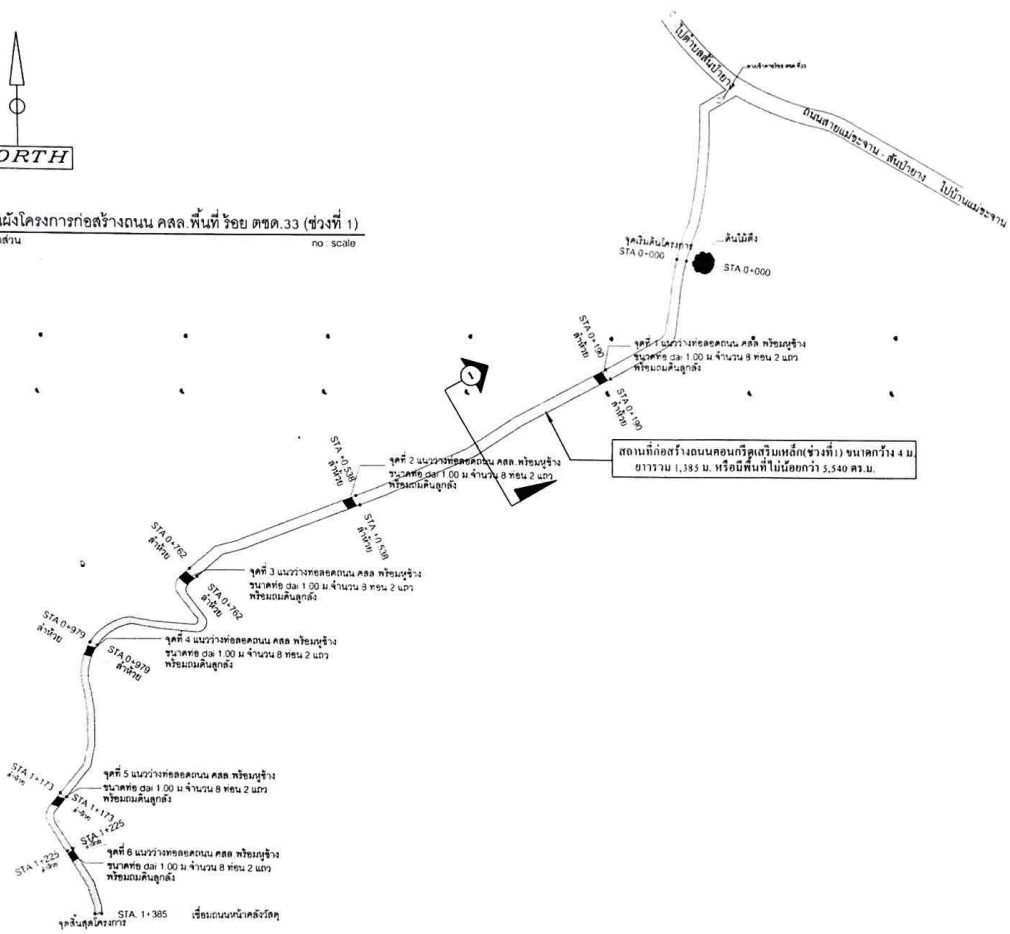 ไปตำบลสันป่ายาง
ถนนสายแม่ขะจาน - สันป่ายาง ไปบ้านแม่ขะจาน
ORTH
นผังโครงการก่อสร้างถนน คสล.พื้นที่ ร้อย ตชด.33 (ช่วงที่ 1)
าส่วน no : scale
จุดเริ่มต้นโครงการ
STA 0+000
ต้นไม้ตึง
STA 0+000
STA 0+190
ลำห้วย
จุดที่ 1 แนววางท่อลอดถนน คสล พร้อมหูช้าง
ขนาดท่อ dai 1.00 ม จำนวน 8 ท่อน 2 แถว
พร้อมถมดินลูกลัง
STA 0+190
ลำห้วย
1
สถานที่ก่อสร้างถนนคอนกรีตเสริมเหล็ก(ช่วงที่1) ขนาดกว้าง 4 ม.
ยาวรวม 1,385 ม. หรือมีพื้นที่ไม่น้อยกว่า 5,540 ตร.ม.
STA +0.538
ลำห้วย
จุดที่ 2 แนววางท่อลอดถนน คสล.พร้อมหูช้าง
ขนาดท่อ dai 1.00 ม จำนวน 8 ท่อน 2 แถว
พร้อมถมดินลูกลัง
STA +0.538
ลำห้วย
STA 0+762
ลำห้วย
จุดที่ 3 แนววางท่อลอดถนน คสล พร้อมหูช้าง
ขนาดท่อ dai 1.00 ม.จำนวน 8 ท่อน 2 แถว
พร้อมถมดินลูกลัง
STA 0+762
ลำห้วย
STA 0+979
ลำห้วย
จุดที่ 4 แนววางท่อลอดถนน คสล พร้อมหูช้าง
ขนาดท่อ dai 1.00 ม จำนวน 8 ท่อน 2 แถว
พร้อมถมดินลูกลัง
STA 0+979
ลำห้วย
STA 1+173
จุดที่ 5 แนววางท่อลอดถนน คสล.พร้อมหูช้าง
ขนาดท่อ dai 1.00 ม จำนวน 8 ท่อน 2 แถว
พร้อมถมดินลูกลัง
STA 1+173
STA 1+225
STA 1+225
จุดที่ 6 แนววางท่อลอดถนน คสล.พร้อมหูช้าง
ขนาดท่อ dai 1.00 ม จำนวน 8 ท่อน 2 แถว
พร้อมถมดินลูกลัง
STA. 1+385 เชื่อมถนนหน้าคลังวัสดุ
จุดสิ้นสุดโครงการ